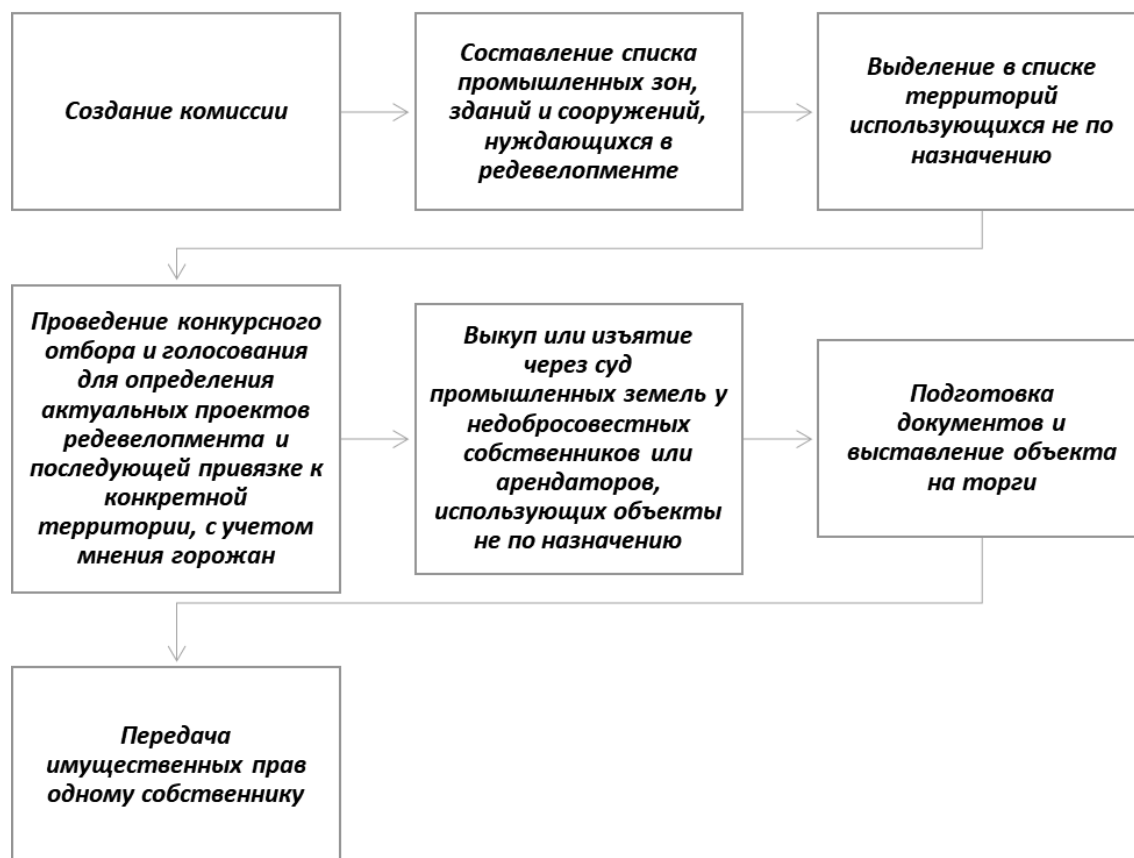 Создание комиссии
Составление списка
промышленных зон,
зданий и сооружений,
нуждающихся в
редевелопменте
Выделение в списке
территорий
использующихся не по
назначению
Проведение конкурсного
отбора и голосования
для определения
актуальных проектов
редевелопмента и
последующей привязке к
конкретной
территории, с учетом
мнения горожан
Выкуп или изъятие
через суд
промышленных земель у
недобросовестных
собственников или
арендаторов,
использующих объекты
не по назначению
Подготовка
документов и
выставление объекта
на торги
Передача
имущественных прав
одному собственнику